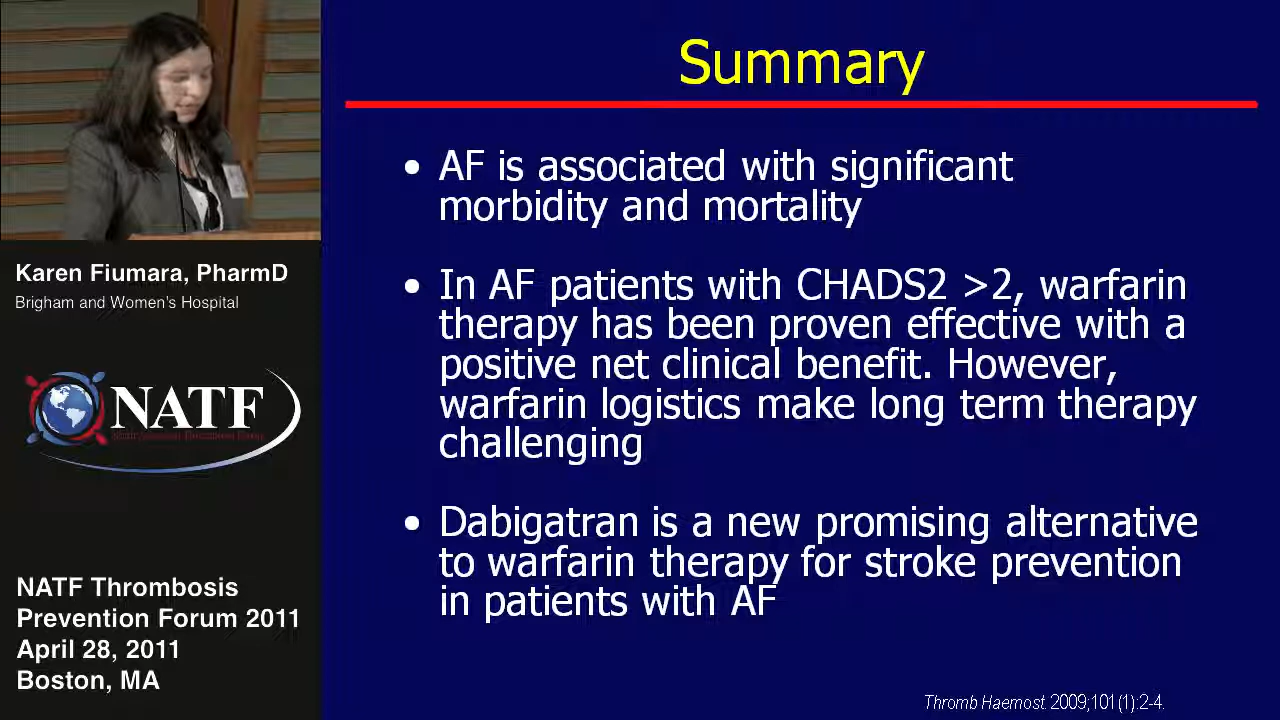 Summary
• AF is associated with significant
morbidity and mortality
• In AF patients with CHADS2 >2, warfarin
therapy has been proven effective with a
positive net clinical benefit. However,
warfarin logistics make long term therapy
challenging
• Dabigatran is a new promising alternative
to warfarin therapy for stroke prevention
in patients with AF
Thromb Haemost. 2009;101(1):2-4.
Karen Fiumara, PharmD
Brigham and Women's Hospital
NATF
NATF Thrombosis
Prevention Forum 2011
April 28, 2011
Boston, MA